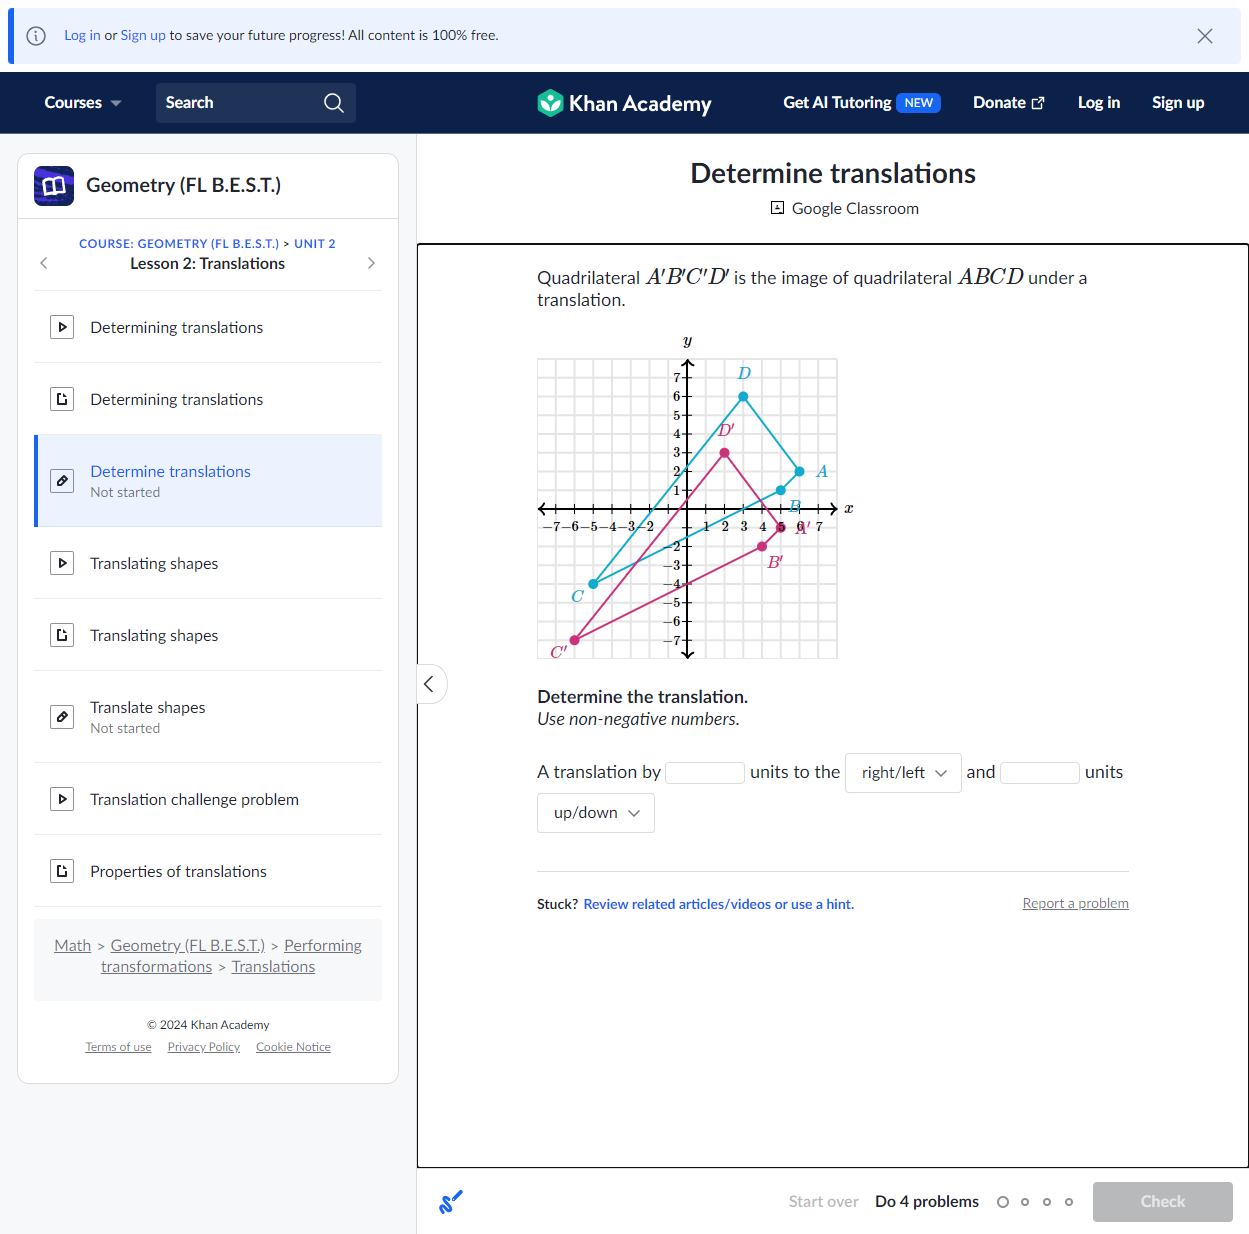 Log in or Sign up to save your future progress! All content is 100% free.
Courses
Search
Khan Academy
Get AI Tutoring NEW
Donate
Log in
Sign up
Geometry (FL B.E.S.T.)
COURSE: GEOMETRY (FL B.E.S.T.) > UNIT 2
Lesson 2: Translations
Determining translations
Determining translations
Determine translations
Not started
Translating shapes
Translating shapes
Translate shapes
Not started
Translation challenge problem
Properties of translations
Math > Geometry (FL B.E.S.T.) > Performing
transformations > Translations
© 2024 Khan Academy
Terms of use Privacy Policy Cookie Notice
Determine translations
Google Classroom
Quadrilateral A'B'C'D' is the image of quadrilateral ABCD under a
translation.
y
7
D
6
5
4
D'
3
2
A
1
B
x
−7 −6 −5 −4 −3 −2 1 2 3 4 5 6 7
A'
−2
B'
−3
−4
C
−5
−6
−7
C'
Determine the translation.
Use non-negative numbers.
A translation by units to the right/left and units
up/down
Stuck? Review related articles/videos or use a hint.
Report a problem
Start over
Do 4 problems
Check